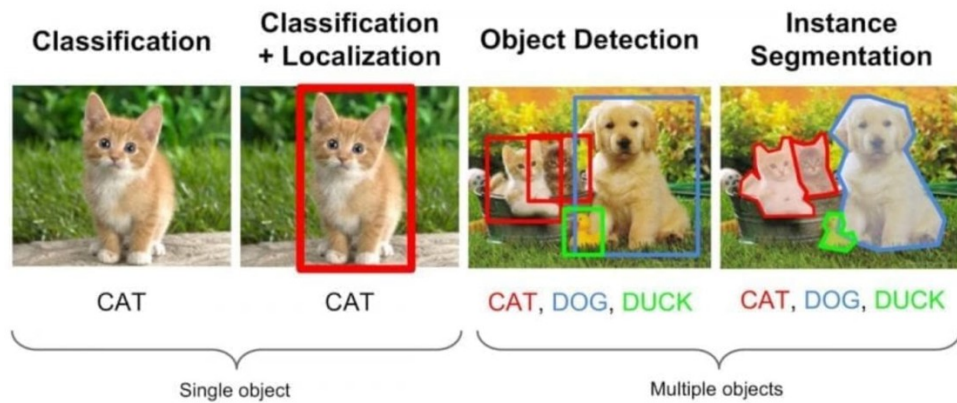 Classification
Classification
+ Localization
Object Detection
Instance
Segmentation
CAT
CAT
CAT, DOG, DUCK
CAT, DOG, DUCK
Single object
Multiple objects